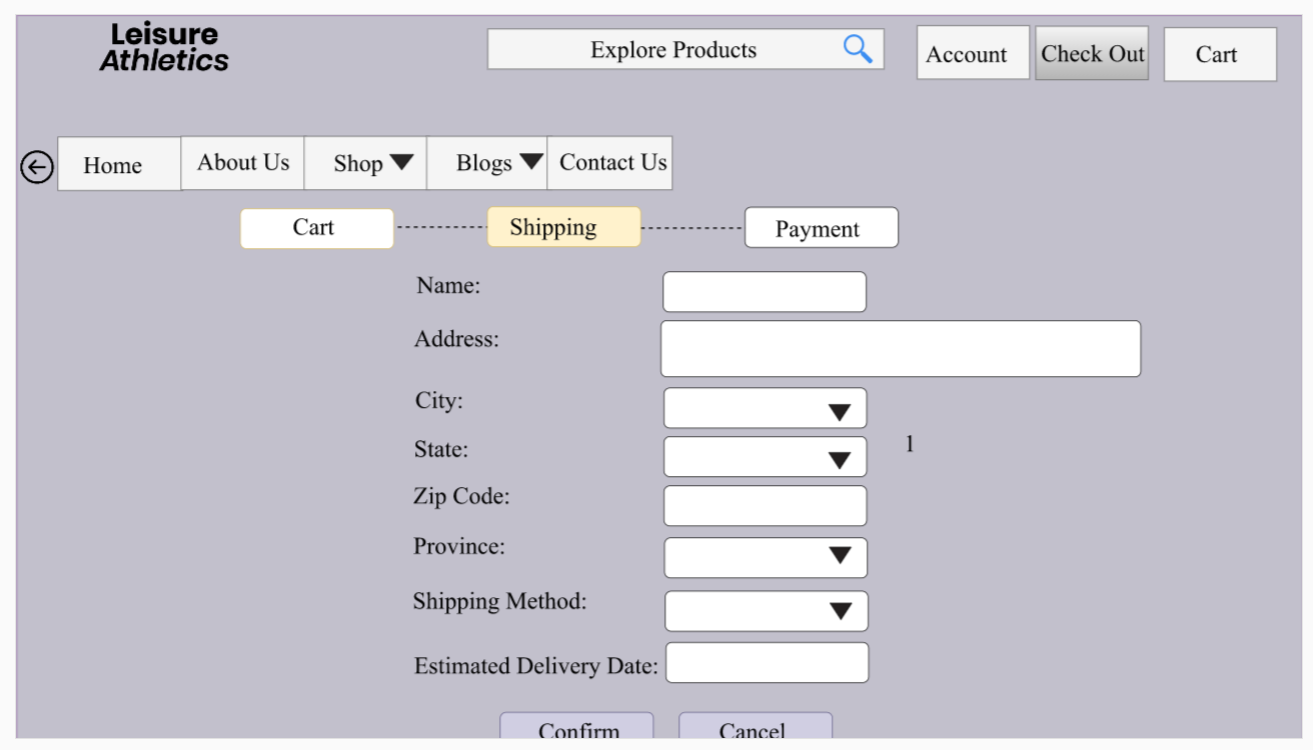 Leisure
Athletics
Explore Products
Account
Check Out
Cart
Home
About Us
Shop
Blogs
Contact Us
Cart
Shipping
Payment
Name:
Address:
City:
State:
1
Zip Code:
Province:
Shipping Method:
Estimated Delivery Date:
Confirm
Cancel